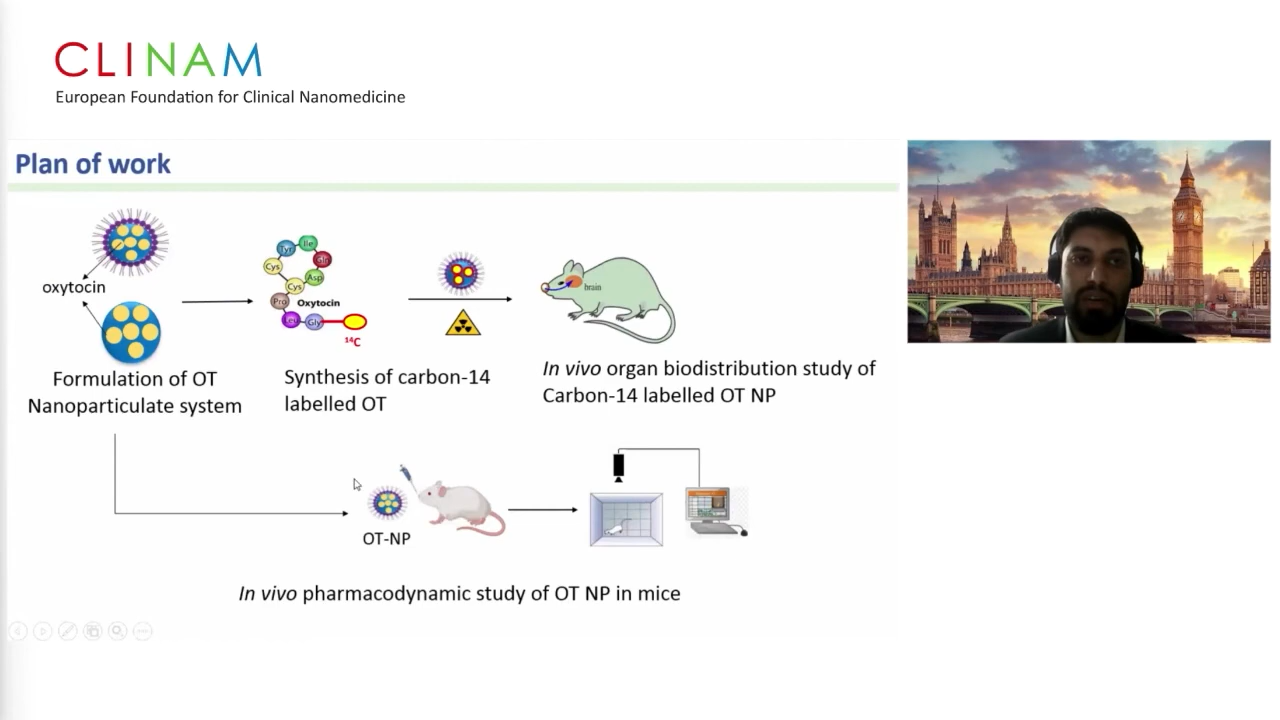 CLINAM
European Foundation for Clinical Nanomedicine
Plan of work
oxytocin
Formulation of OT
Nanoparticulate system
Tyr
Ile
Cys
Asp
Cys
Pro
Gly
Oxytocin
14C
Synthesis of carbon-14
labelled OT
brain
In vivo organ biodistribution study of
Carbon-14 labelled OT NP
OT-NP
In vivo pharmacodynamic study of OT NP in mice